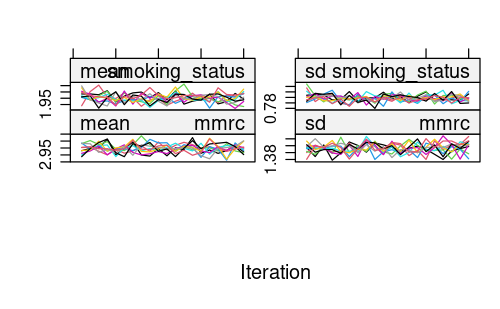 mean smoking_status
sd smoking_status
1.95
0.78
mean mmrc
sd mmrc
2.95
1.38
Iteration